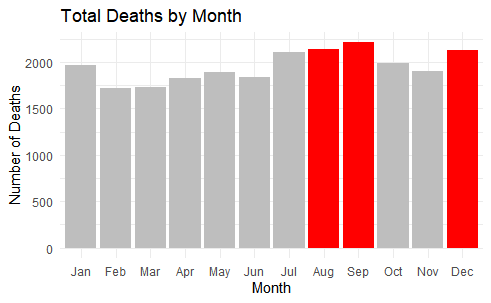 Total Deaths by Month
Number of Deaths
2000
1500
1000
500
0
Jan Feb Mar Apr May Jun Jul Aug Sep Oct Nov Dec
Month